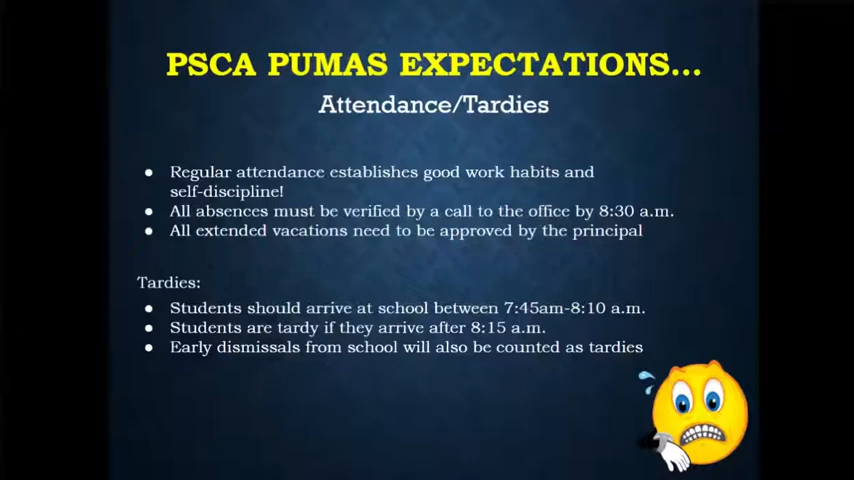 PSCA PUMAS EXPECTATIONS...
Attendance/Tardies
● Regular attendance establishes good work habits and
self-discipline!
● All absences must be verified by a call to the office by 8:30 a.m.
● All extended vacations need to be approved by the principal
Tardies:
● Students should arrive at school between 7:45am-8:10 a.m.
● Students are tardy if they arrive after 8:15 a.m.
● Early dismissals from school will also be counted as tardies